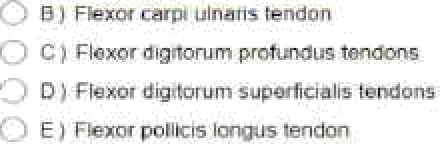 B ) Flexor carpi ulnaris tendon
C ) Flexor digitorum profundus tendons
D ) Flexor digitorum superficialis tendons
E ) Flexor pollicis longus tendon